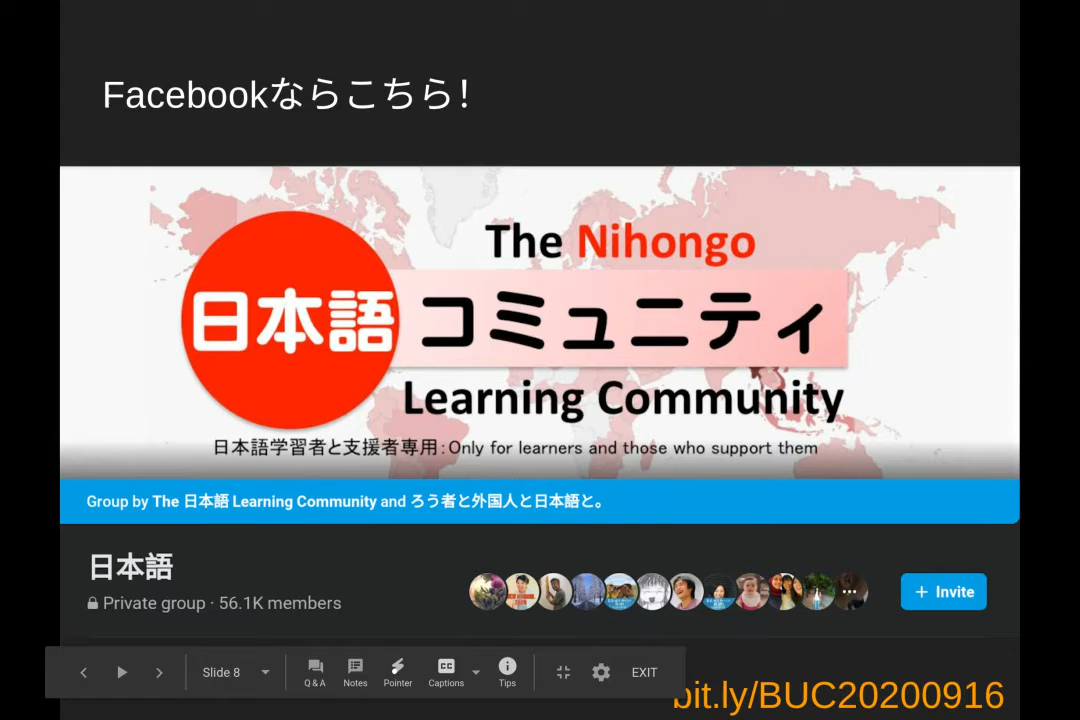 Facebookならこちら！
The Nihongo
日本語 コミュニティ
Learning Community
日本語学習者と支援者専用：Only for learners and those who support them
Group by The 日本語 Learning Community and ろう者と外国人と日本語と。
日本語
Private group · 56.1K members
+ Invite
Slide 8
Q & A
Notes
Pointer
CC
Captions
Tips
EXIT
bit.ly/BUC20200916